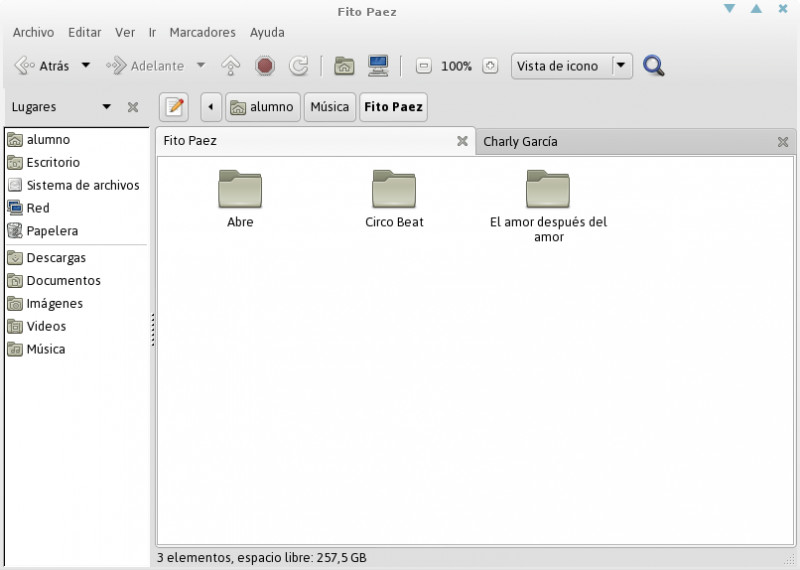 Fito Paez
Archivo Editar Ver Ir Marcadores Ayuda
Atrás Adelante 100% Vista de icono
Lugares alumno Música Fito Paez
Fito Paez Charly García
alumno
Escritorio
Sistema de archivos
Red
Papelera
Descargas
Documentos
Imágenes
Videos
Música
Abre Circo Beat El amor después del
amor
3 elementos, espacio libre: 257,5 GB